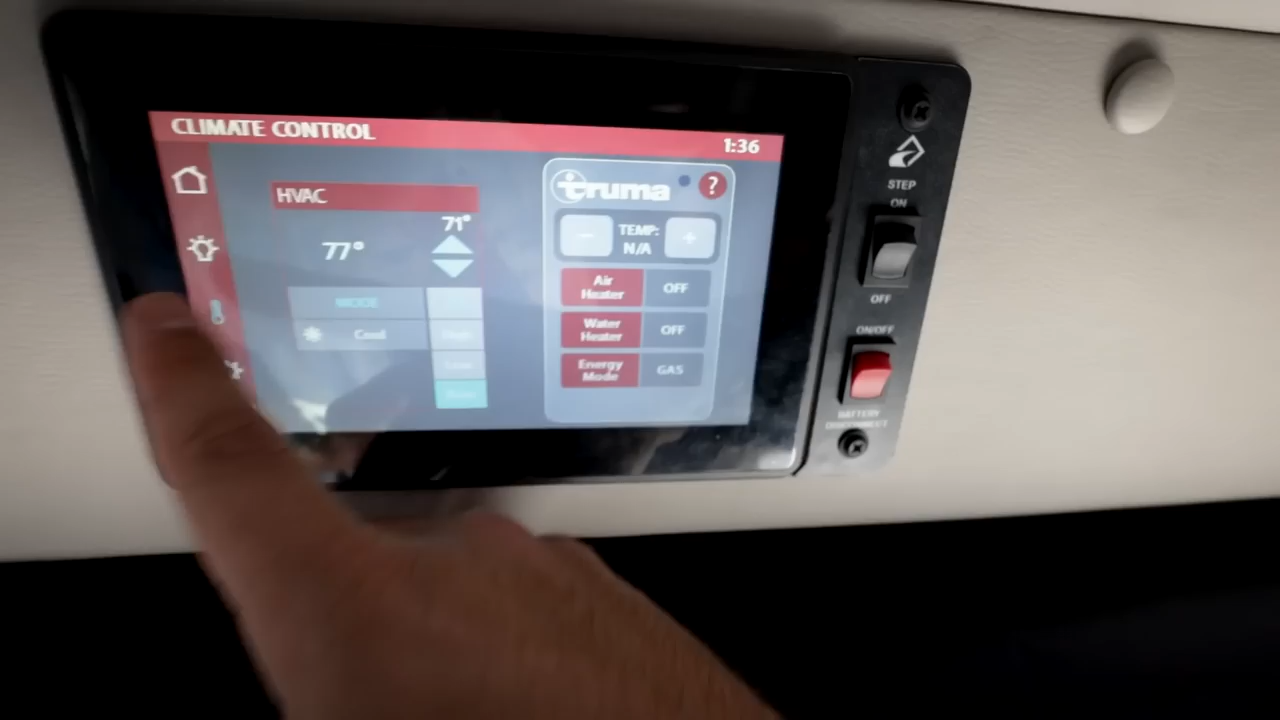 CLIMATE CONTROL
1:36
HVAC
71°
77°
MODE
Cool
truma
?
−
TEMP:
N/A
+
Air
Heater
OFF
Water
Heater
OFF
Energy
Mode
GAS
STEP
ON
OFF
ON/OFF
BATTERY
DISCONNECT